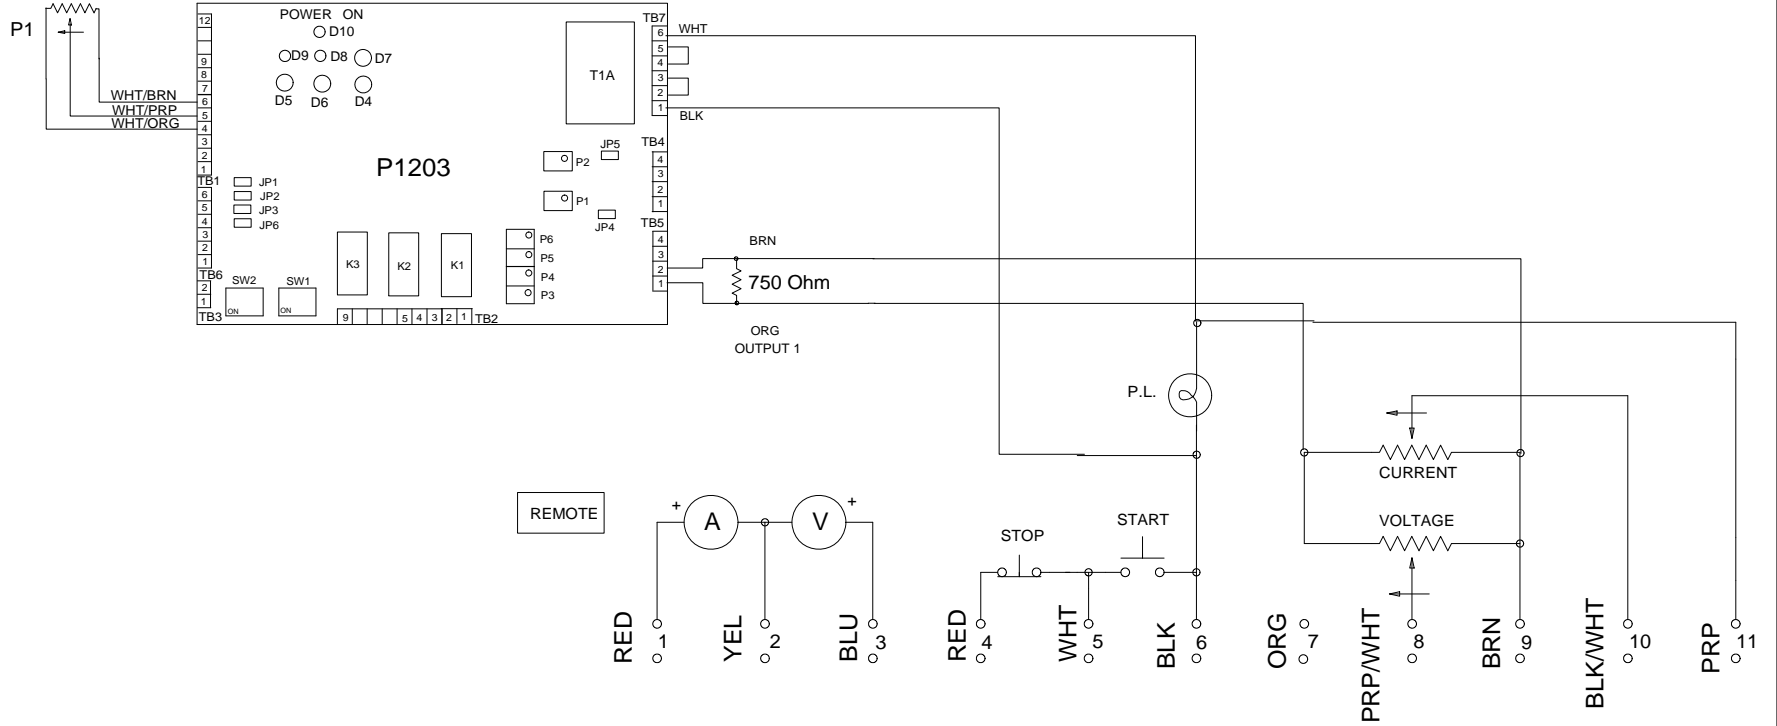 P1
WHT/BRN
WHT/PRP
WHT/ORG
12
9
8
7
6
5
4
3
2
1
TB1
6
5
4
3
2
1
TB6
2
1
TB3
POWER ON
D10
D9
D8
D7
D5
D6
D4
T1A
TB7
6
5
4
3
2
1
WHT
BLK
P1203
JP1
JP2
JP3
JP6
P2
JP5
P1
JP4
TB4
4
3
2
1
TB5
4
3
2
1
K3
K2
K1
P6
P5
P4
P3
SW2
ON
SW1
ON
9
5
4
3
2
1
TB2
BRN
750 Ohm
ORG
OUTPUT 1
P.L.
CURRENT
VOLTAGE
REMOTE
+
A
V
+
STOP
START
RED
1
YEL
2
BLU
3
RED
4
WHT
5
BLK
6
ORG
7
PRP/WHT
8
BRN
9
BLK/WHT
10
PRP
11